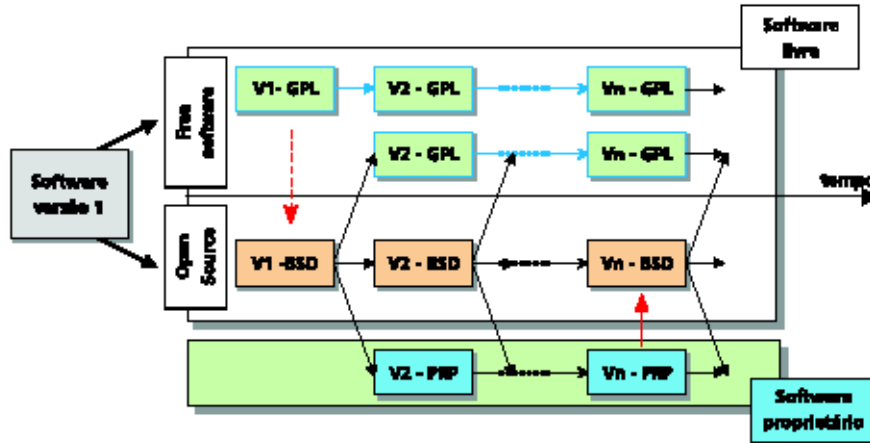 Software
livre
Free
software
V1- GPL
V2 - GPL
Vn - GPL
V2 - GPL
Vn - GPL
Software
versão 1
tempo
Open
Source
V1 -BSD
V2 - BSD
Vn - BSD
V2 - PRP
Vn - PRP
Software
proprietário